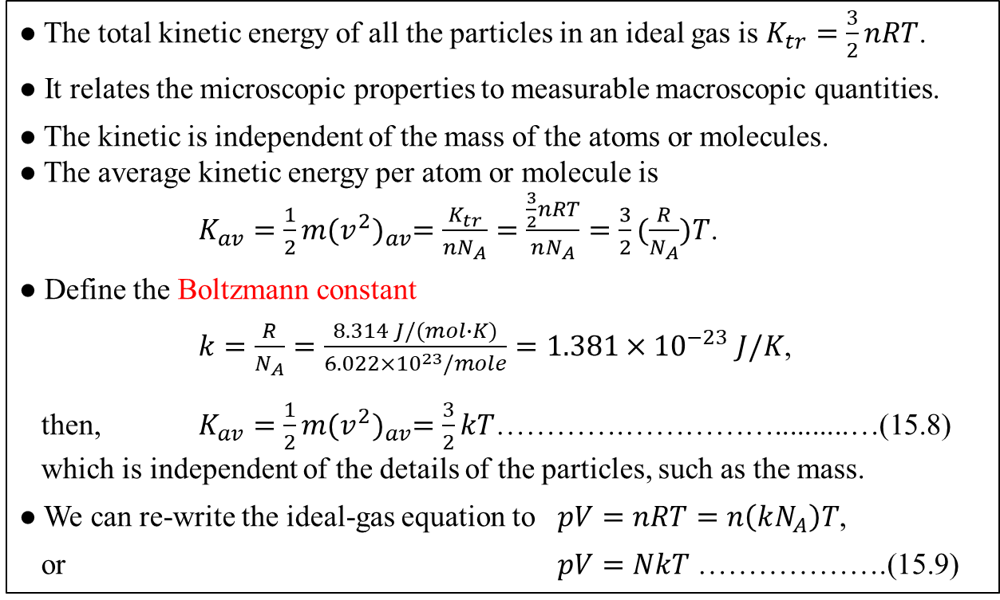 ● The total kinetic energy of all the particles in an ideal gas is K_tr = 3/2 nRT.
● It relates the microscopic properties to measurable macroscopic quantities.
● The kinetic is independent of the mass of the atoms or molecules.
● The average kinetic energy per atom or molecule is
K_av = 1/2 m(v²)_av= K_tr/(nN_A) = (3/2 nRT)/(nN_A) = 3/2 (R/N_A)T.
● Define the Boltzmann constant
k = R/N_A = (8.314 J/(mol·K))/(6.022×10²³/mole) = 1.381 × 10⁻²³ J/K,
then, K_av = 1/2 m(v²)_av= 3/2 kT……………………………..........…(15.8)
which is independent of the details of the particles, such as the mass.
● We can re-write the ideal-gas equation to pV = nRT = n(kN_A)T,
or pV = NkT ………………….(15.9)